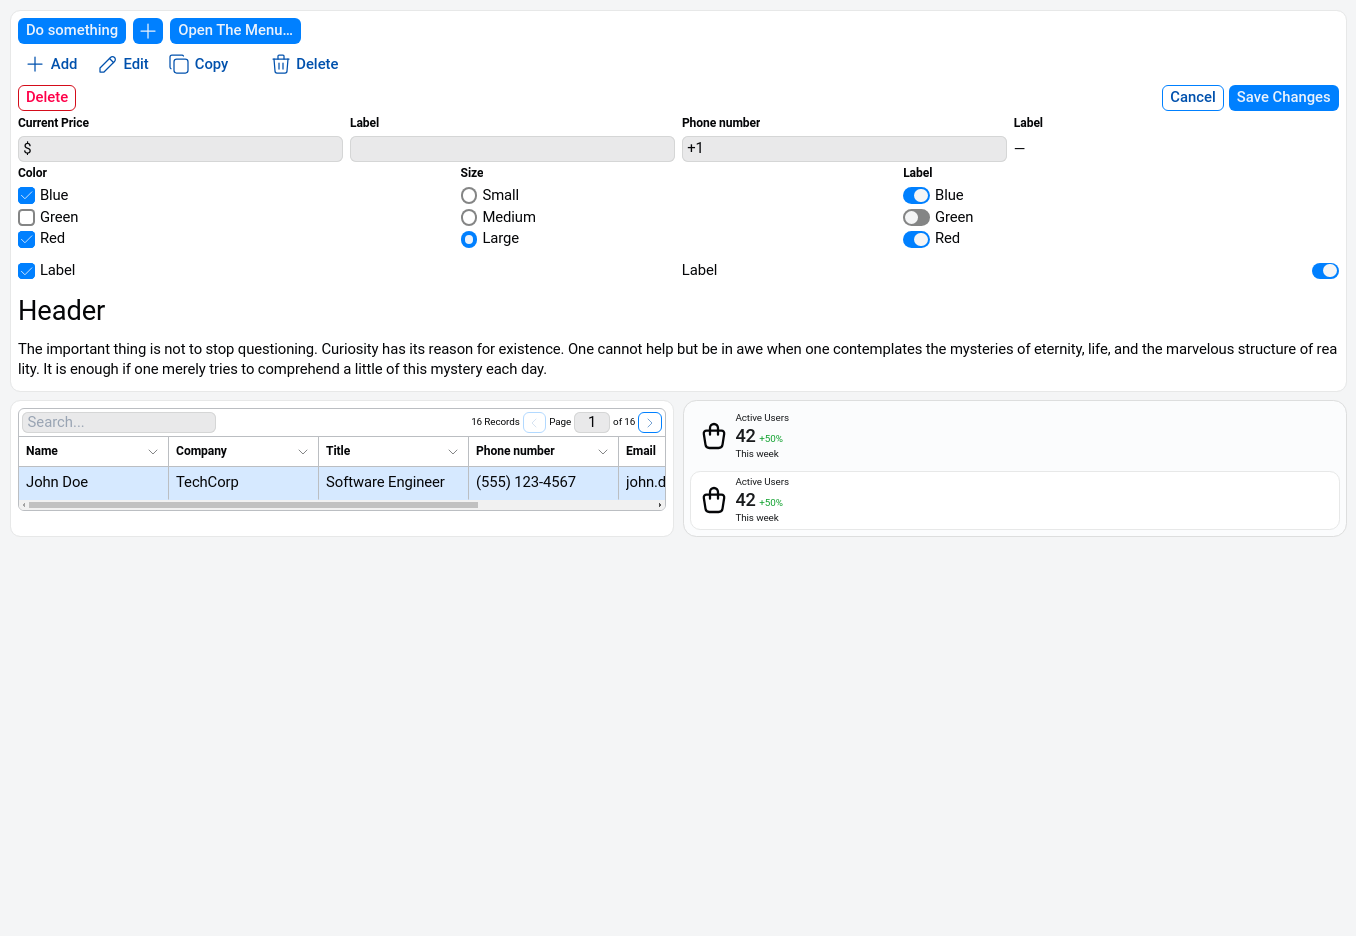 Do something Open The Menu...
Add Edit Copy Delete
Delete Cancel Save Changes
Current Price Label Phone number Label
$ +1 —
Color Size Label
Blue Small Blue
Green Medium Green
Red Large Red
Label Label
Header
The important thing is not to stop questioning. Curiosity has its reason for existence. One cannot help but be in awe when one contemplates the mysteries of eternity, life, and the marvelous structure of rea
lity. It is enough if one merely tries to comprehend a little of this mystery each day.
Search... 16 Records Page 1 of 16
Name Company Title Phone number Email
John Doe TechCorp Software Engineer (555) 123-4567 john.d
Active Users
42 +50%
This week
Active Users
42 +50%
This week